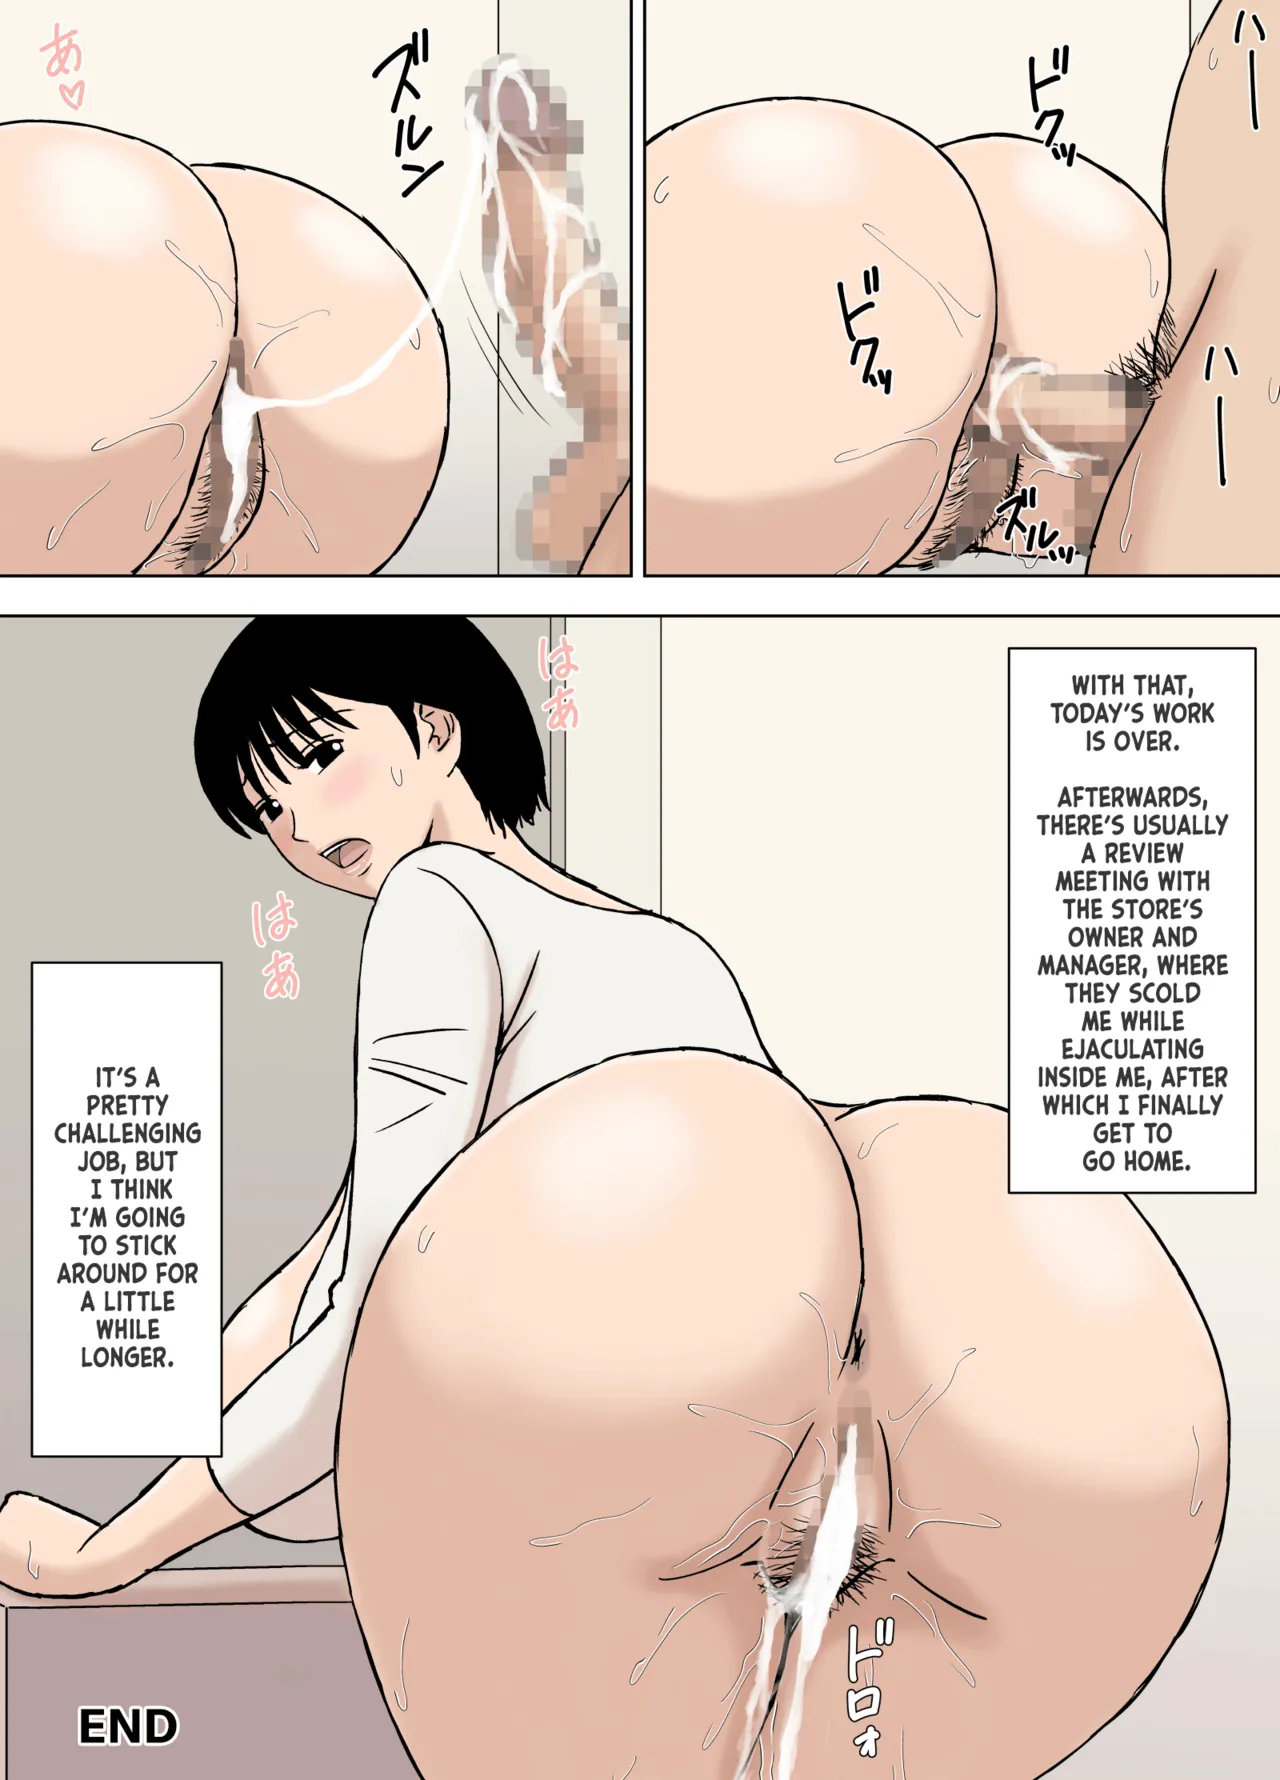 ハー
ドクッ
ドクッ
ハー
ズルッ
ズルン
あ♡
WITH THAT,
TODAY'S WORK
IS OVER.
AFTERWARDS,
THERE'S USUALLY
A REVIEW
MEETING WITH
THE STORE'S
OWNER AND
MANAGER, WHERE
THEY SCOLD
ME WHILE
EJACULATING
INSIDE ME, AFTER
WHICH I FINALLY
GET TO
GO HOME.
はあ
はあ
IT'S A
PRETTY
CHALLENGING
JOB, BUT
I THINK
I'M GOING
TO STICK
AROUND FOR
A LITTLE
WHILE
LONGER.
ドロォ
END